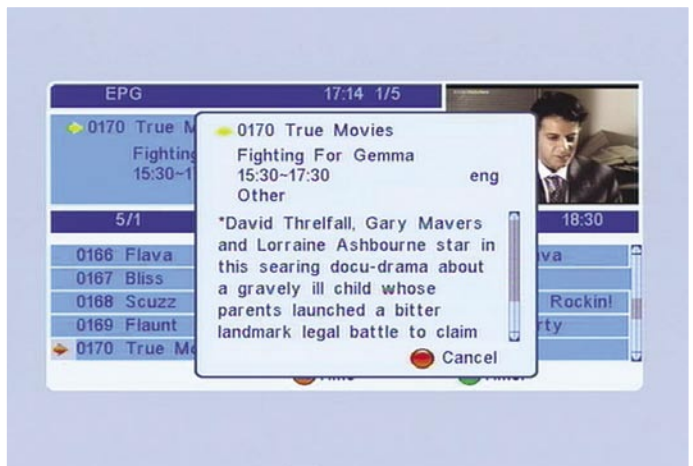 EPG 17:14 1/5
0170 True M
Fighting
15:30~1
0170 True Movies
Fighting For Gemma
15:30~17:30 eng
Other
*David Threlfall, Gary Mavers
and Lorraine Ashbourne star in
this searing docu-drama about
a gravely ill child whose
parents launched a bitter
landmark legal battle to claim
Cancel
5/1 18:30
0166 Flava va
0167 Bliss
0168 Scuzz Rockin!
0169 Flaunt rty
0170 True Mo